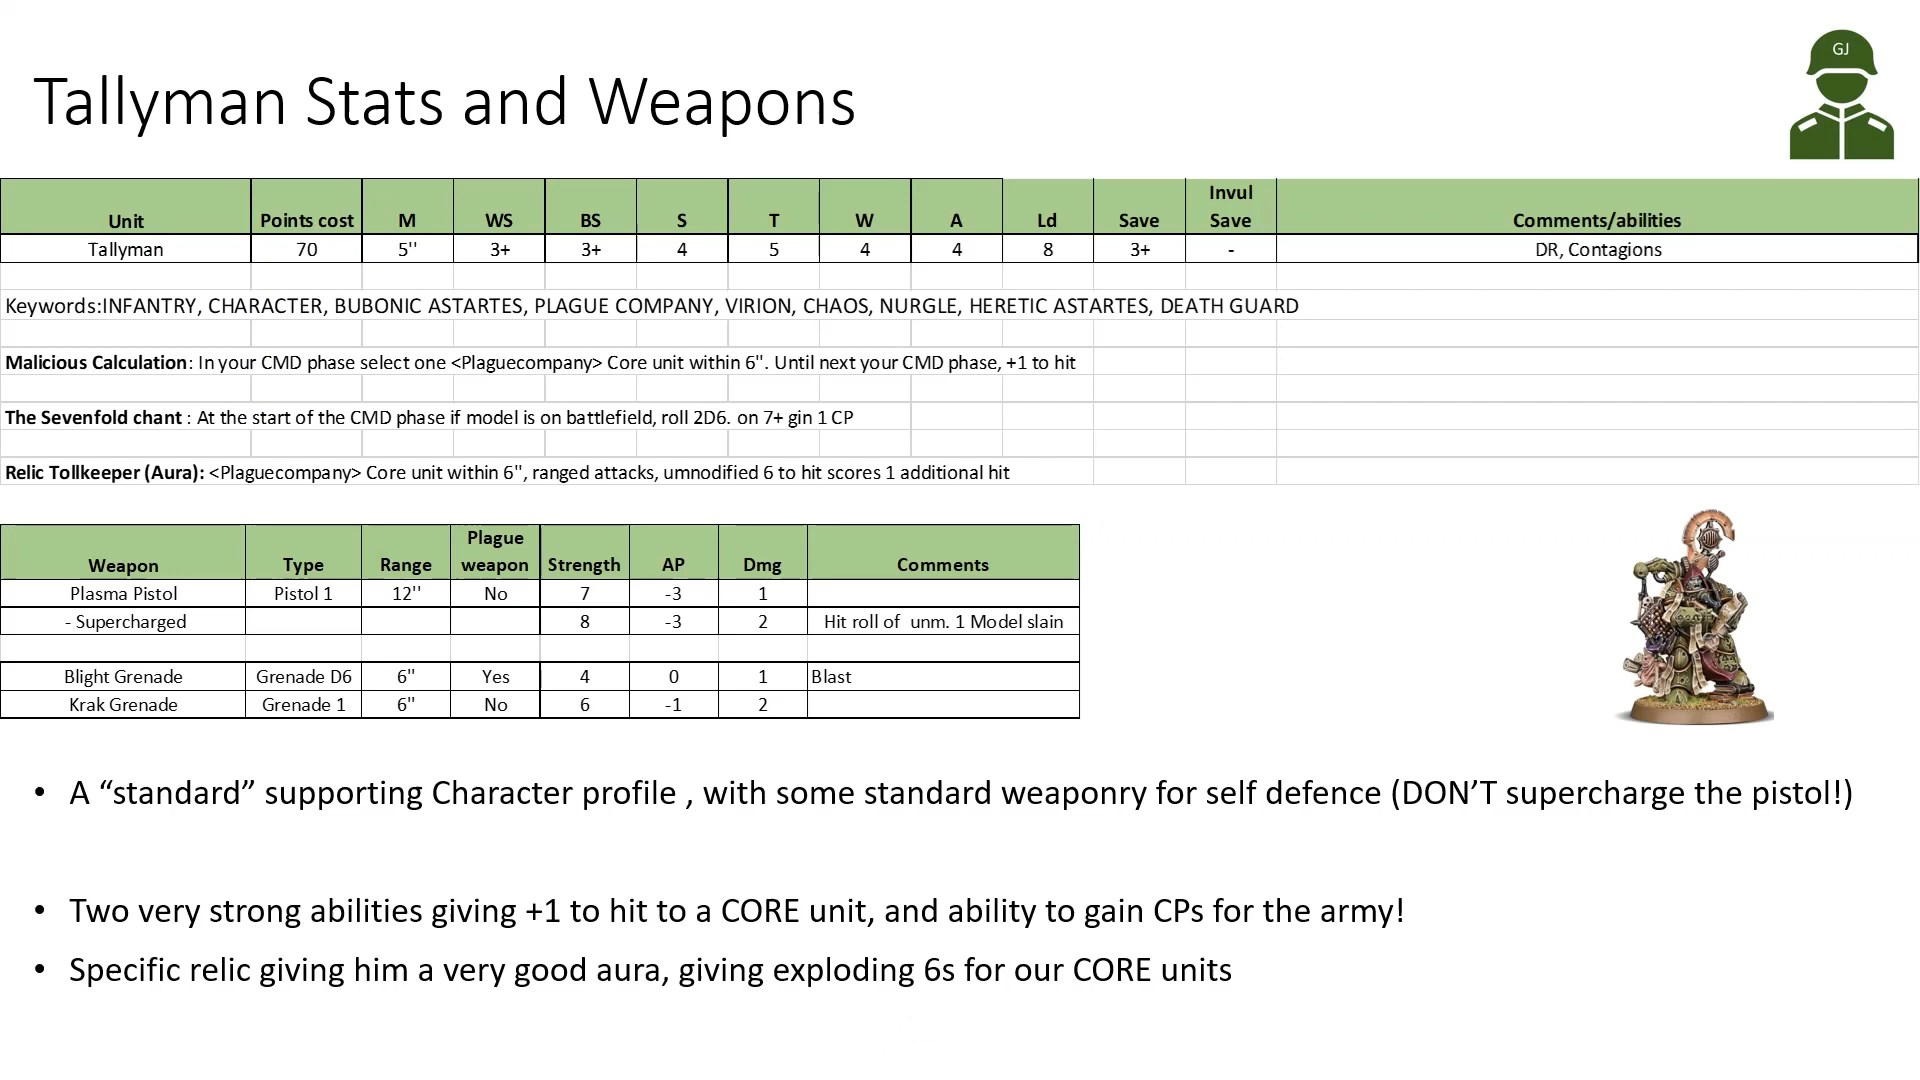 GJ
Tallyman Stats and Weapons
Unit Points cost M WS BS S T W A Ld Save Invul Save Comments/abilities
Tallyman 70 5'' 3+ 3+ 4 5 4 4 8 3+ - DR, Contagions
Keywords:INFANTRY, CHARACTER, BUBONIC ASTARTES, PLAGUE COMPANY, VIRION, CHAOS, NURGLE, HERETIC ASTARTES, DEATH GUARD
Malicious Calculation: In your CMD phase select one <Plaguecompany> Core unit within 6". Until next your CMD phase, +1 to hit
The Sevenfold chant : At the start of the CMD phase if model is on battlefield, roll 2D6. on 7+ gin 1 CP
Relic Tollkeeper (Aura): <Plaguecompany> Core unit within 6", ranged attacks, umnodified 6 to hit scores 1 additional hit
Weapon Type Range Plague weapon Strength AP Dmg Comments
Plasma Pistol Pistol 1 12'' No 7 -3 1
- Supercharged 8 -3 2 Hit roll of unm. 1 Model slain
Blight Grenade Grenade D6 6" Yes 4 0 1 Blast
Krak Grenade Grenade 1 6" No 6 -1 2
• A “standard” supporting Character profile , with some standard weaponry for self defence (DON’T supercharge the pistol!)
• Two very strong abilities giving +1 to hit to a CORE unit, and ability to gain CPs for the army!
• Specific relic giving him a very good aura, giving exploding 6s for our CORE units